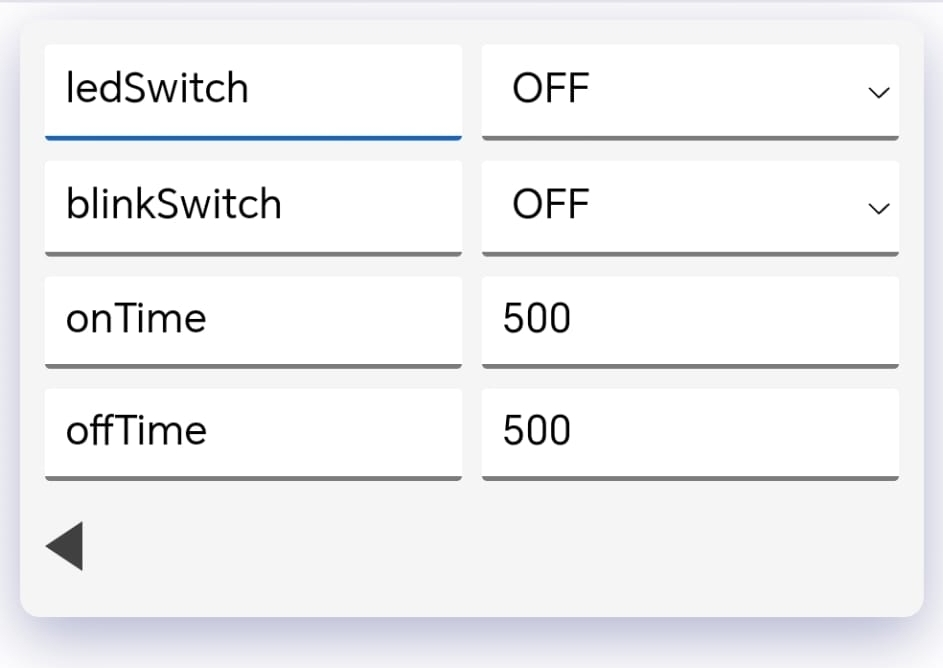 ledSwitch OFF
blinkSwitch OFF
onTime 500
offTime 500